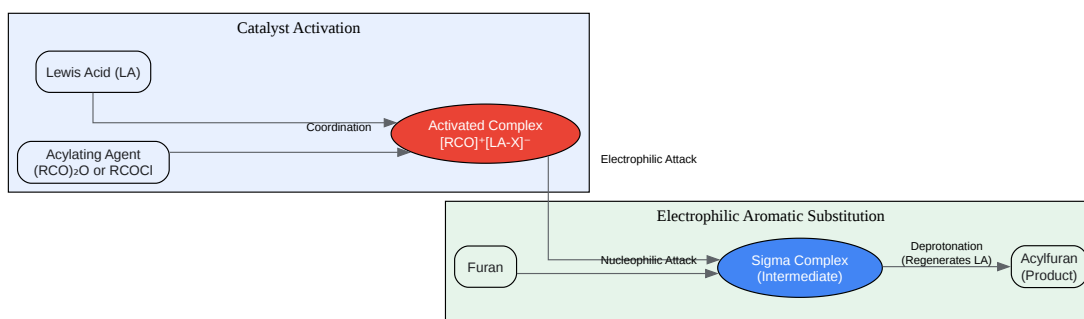 Catalyst Activation
Lewis Acid (LA)
Coordination
Activated Complex
[RCO]⁺[LA-X]⁻
Acylating Agent
(RCO)₂O or RCOCl
Electrophilic Attack
Electrophilic Aromatic Substitution
Furan
Nucleophilic Attack
Sigma Complex
(Intermediate)
Deprotonation
(Regenerates LA)
Acylfuran
(Product)